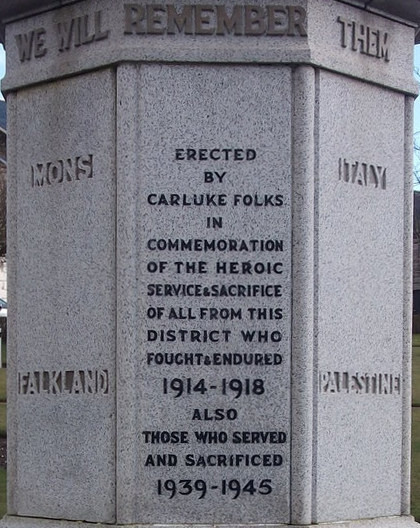 WE WILL REMEMBER THEM
MONS
FALKLAND
ERECTED
BY
CARLUKE FOLKS
IN
COMMEMORATION
OF THE HEROIC
SERVICE & SACRIFICE
OF ALL FROM THIS
DISTRICT WHO
FOUGHT & ENDURED
1914-1918
ALSO
THOSE WHO SERVED
AND SACRIFICED
1939-1945
ITALY
PALESTINE